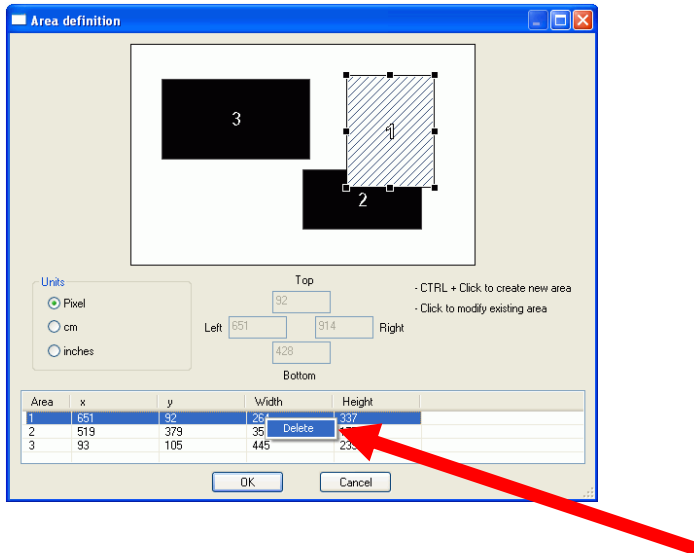 Area definition
3
1
2
Units
Pixel
cm
inches
Top
92
Left 651 914 Right
428
Bottom
- CTRL + Click to create new area
- Click to modify existing area
Area x y Width Height
1 651 92 264 337
2 519 379
3 93 105 445
Delete
OK Cancel